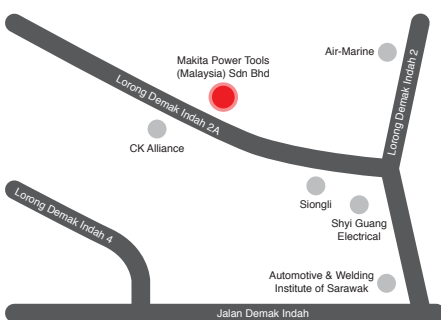 Air-Marine
Makita Power Tools
(Malaysia) Sdn Bhd
Lorong Demak Indah 2
Lorong Demak Indah 2A
CK Alliance
Siongli
Shyi Guang
Electrical
Lorong Demak Indah 4
Automotive & Welding
Institute of Sarawak
Jalan Demak Indah